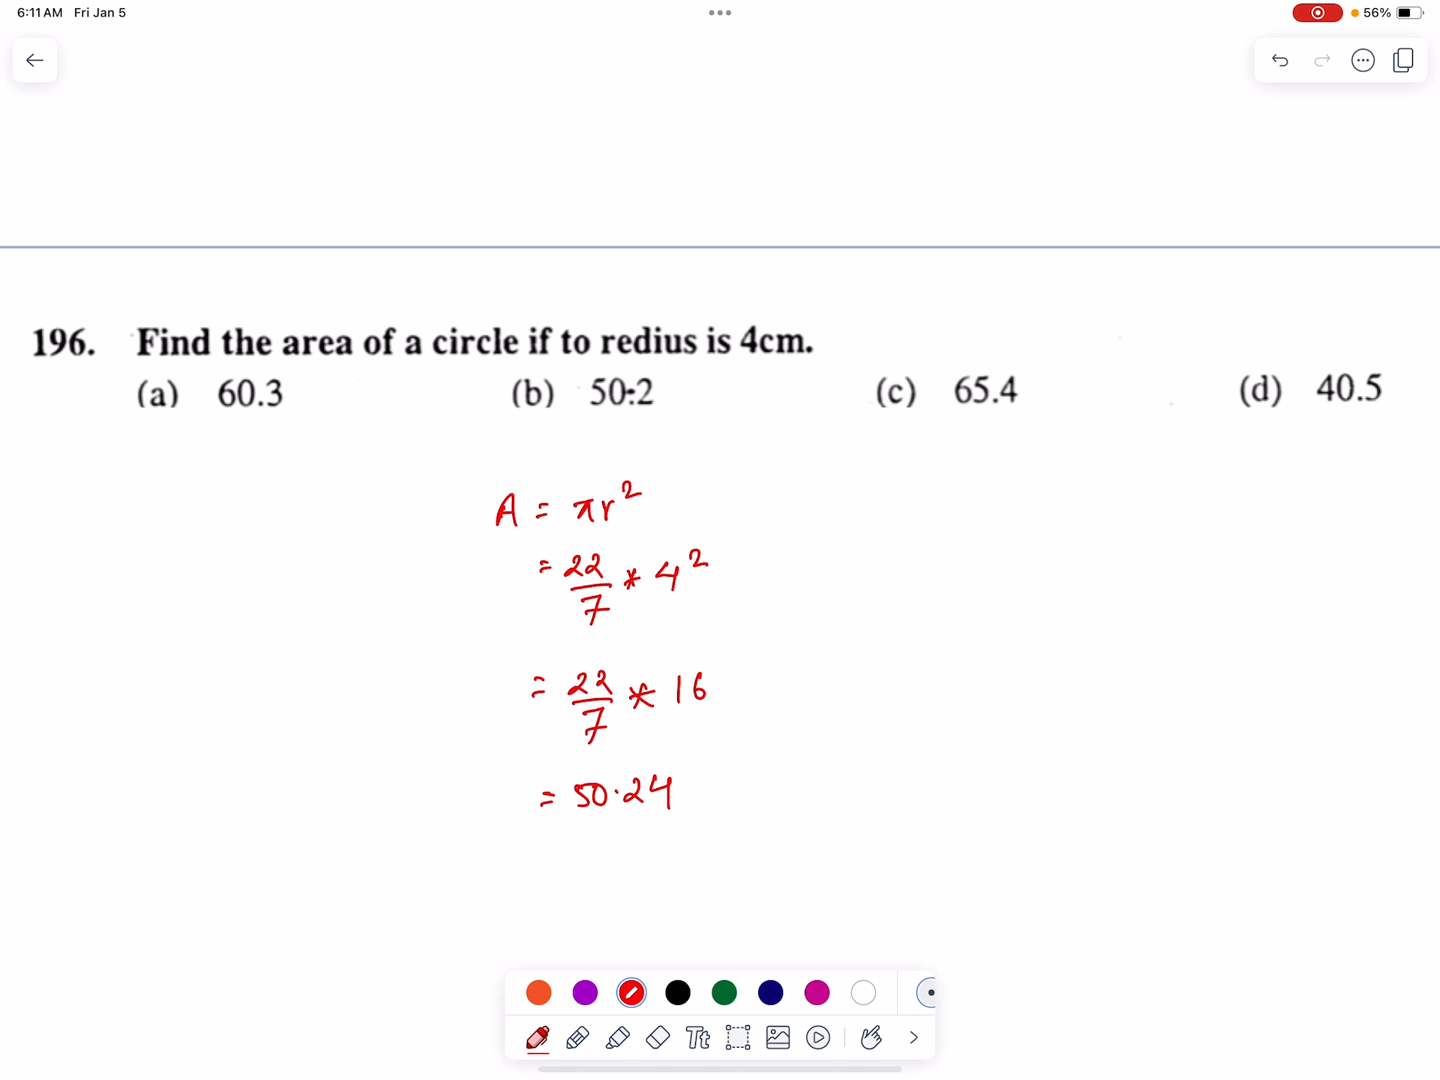 6:11 AM Fri Jan 5
56%
196. Find the area of a circle if to redius is 4cm.
(a) 60.3 (b) 50.2 (c) 65.4 (d) 40.5
A = πr²
= 22/7 * 4²
= 22/7 * 16
= 50.24
Tt